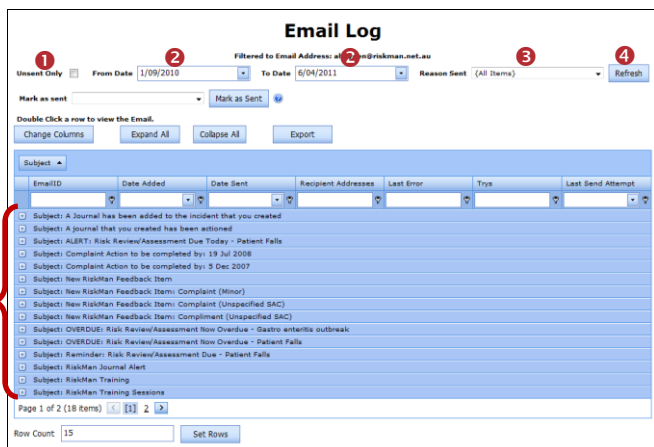 Email Log
Filtered to Email Address: @riskman.net.au
1 2 2 3 4
Unsent Only From Date 1/09/2010 To Date 6/04/2011 Reason Sent {All Items} Refresh
Mark as sent Mark as Sent
Double Click a row to view the Email.
Change Columns Expand All Collapse All Export
Subject
EmailID Date Added Date Sent Recipient Addresses Last Error Trys Last Send Attempt
Subject: A Journal has been added to the incident that you created
Subject: A journal that you created has been actioned
Subject: ALERT: Risk Review/Assessment Due Today - Patient Falls
Subject: Complaint Action to be completed by: 19 Jul 2008
Subject: Complaint Action to be completed by: 5 Dec 2007
Subject: New RiskMan Feedback Item
Subject: New RiskMan Feedback Item: Complaint (Minor)
Subject: New RiskMan Feedback Item: Complaint (Unspecified SAC)
Subject: New RiskMan Feedback Item: Compliment (Unspecified SAC)
Subject: OVERDUE: Risk Review/Assessment Now Overdue - Gastro enteritis outbreak
Subject: OVERDUE: Risk Review/Assessment Now Overdue - Patient Falls
Subject: Reminder: Risk Review/Assessment Due - Patient Falls
Subject: RiskMan Journal Alert
Subject: RiskMan Training
Subject: RiskMan Training Sessions
Page 1 of 2 (18 items) < [1] 2 >
Row Count 15 Set Rows